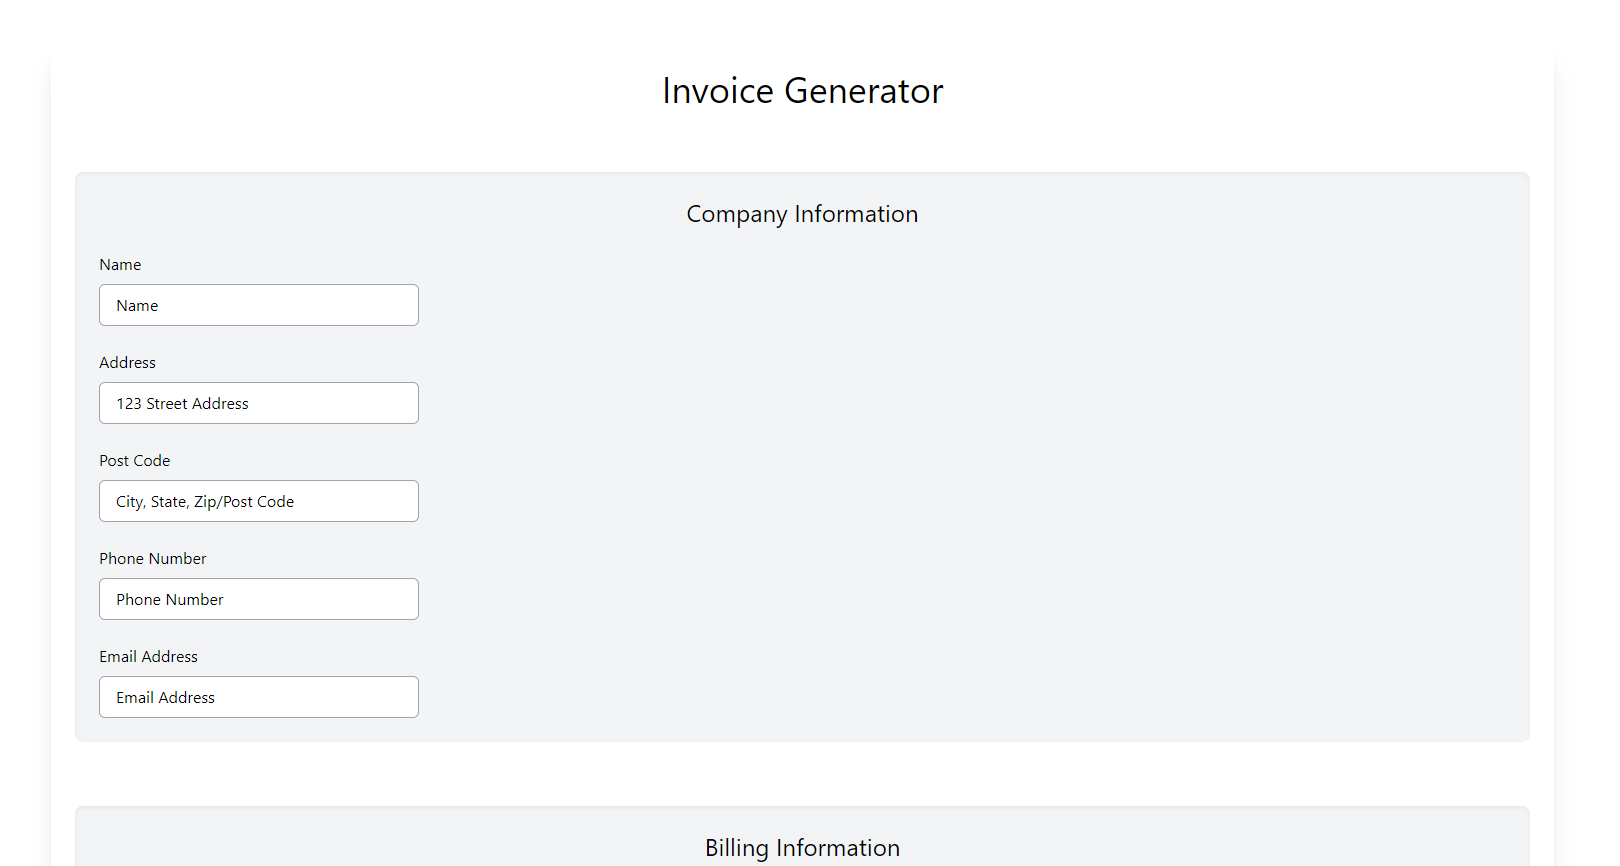 Invoice Generator
Company Information
Name
Name
Address
123 Street Address
Post Code
City, State, Zip/Post Code
Phone Number
Phone Number
Email Address
Email Address
Billing Information